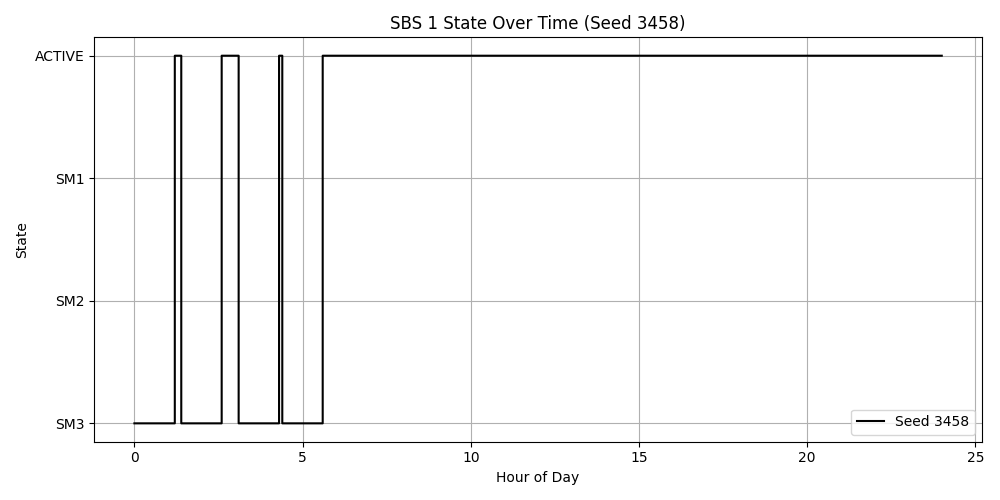 SBS 1 State Over Time (Seed 3458)
ACTIVE
SM1
SM2
SM3
State
0 5 10 15 20 25
Hour of Day
Seed 3458